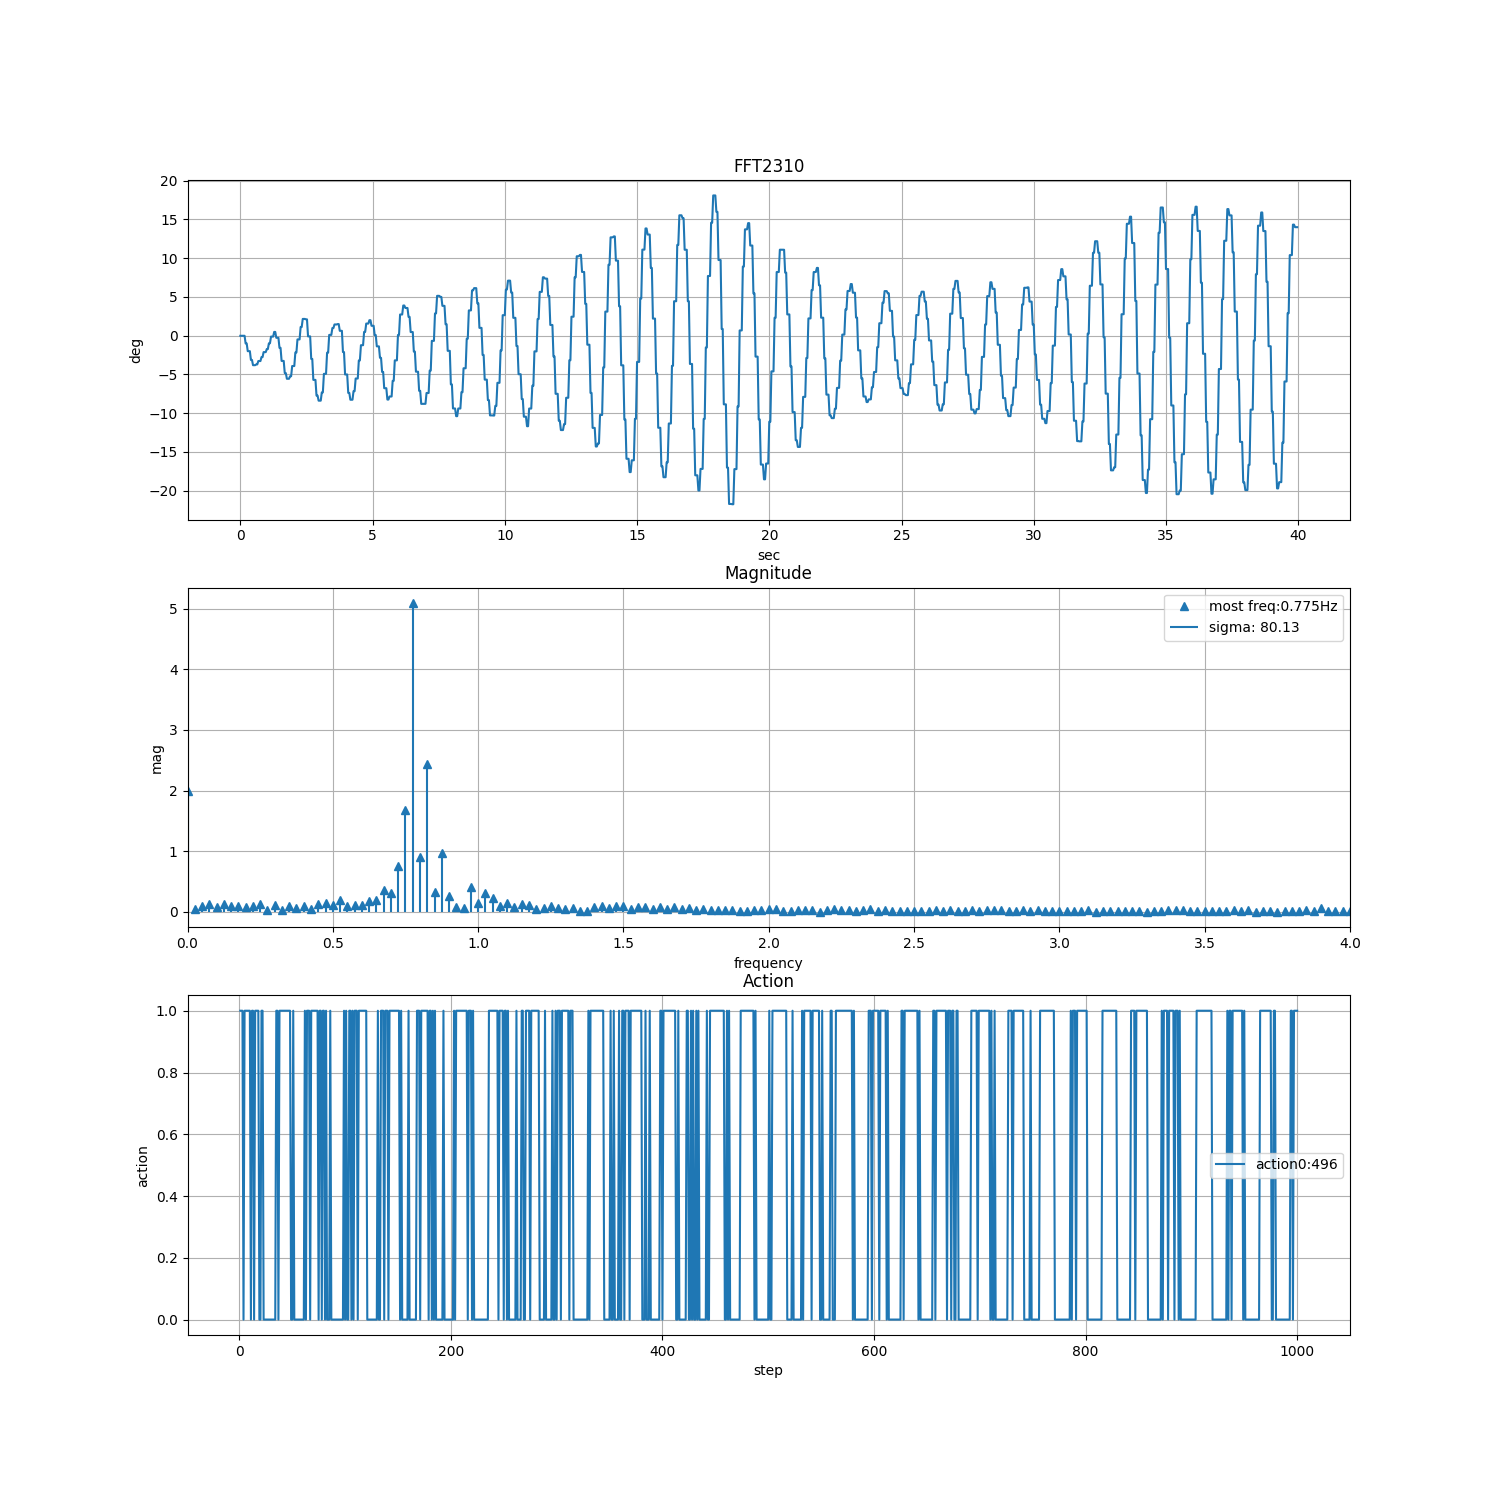 FFT2310
20
15
10
5
0
−5
−10
−15
−20
deg
0 5 10 15 20 25 30 35 40
sec
Magnitude
most freq:0.775Hz
sigma: 80.13
5
4
3
2
1
0
mag
0.0 0.5 1.0 1.5 2.0 2.5 3.0 3.5 4.0
frequency
Action
1.0
0.8
0.6
0.4
0.2
0.0
action
action0:496
0 200 400 600 800 1000
step